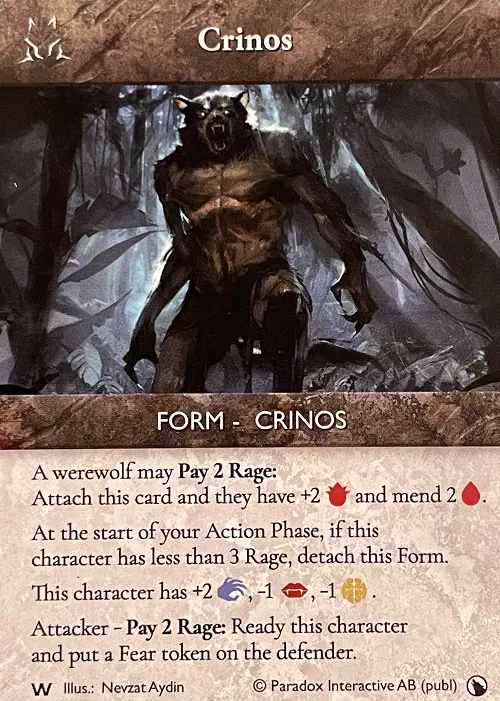 Crinos
FORM - CRINOS
A werewolf may Pay 2 Rage:
Attach this card and they have +2 and mend 2 .
At the start of your Action Phase, if this
character has less than 3 Rage, detach this Form.
This character has +2 , -1 , -1 .
Attacker - Pay 2 Rage: Ready this character
and put a Fear token on the defender.
W Illus.: Nevzat Aydin © Paradox Interactive AB (publ)